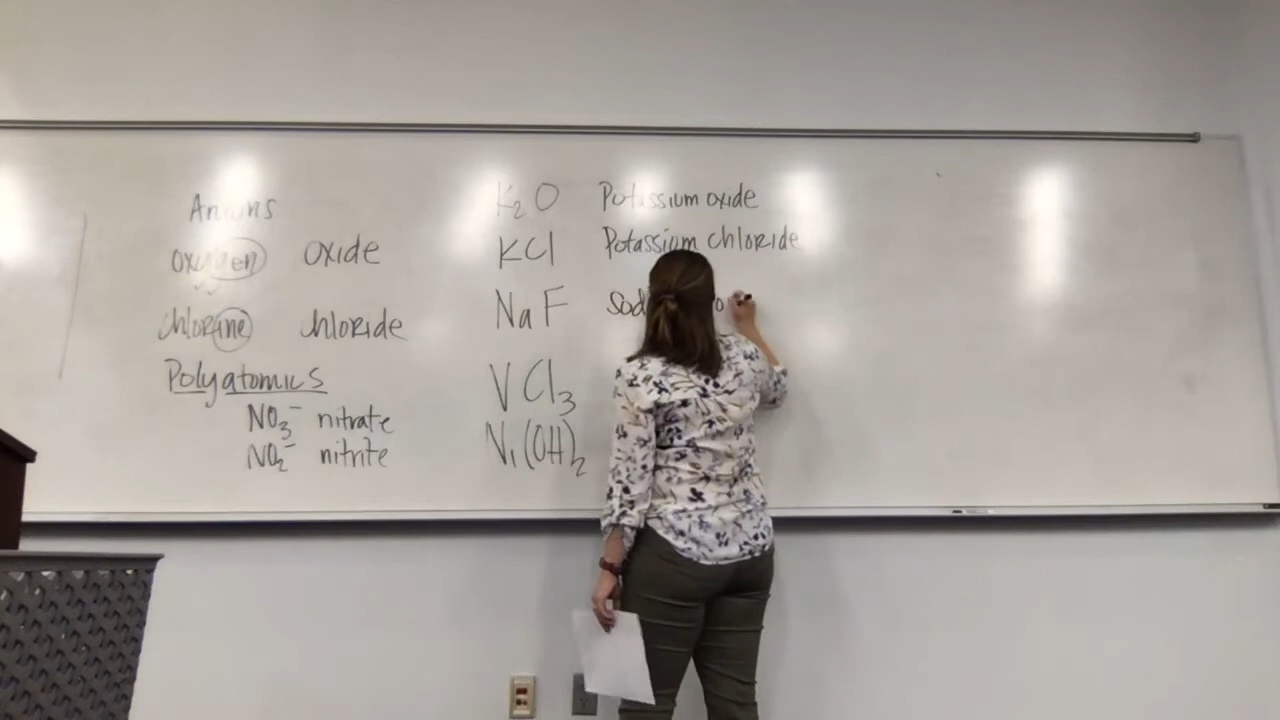 Anions
oxygen oxide
chlorine chloride
Polyatomics
NO3- nitrate
NO2- nitrite
K2O Potassium oxide
KCl Potassium chloride
NaF
VCl3
Ni(OH)2